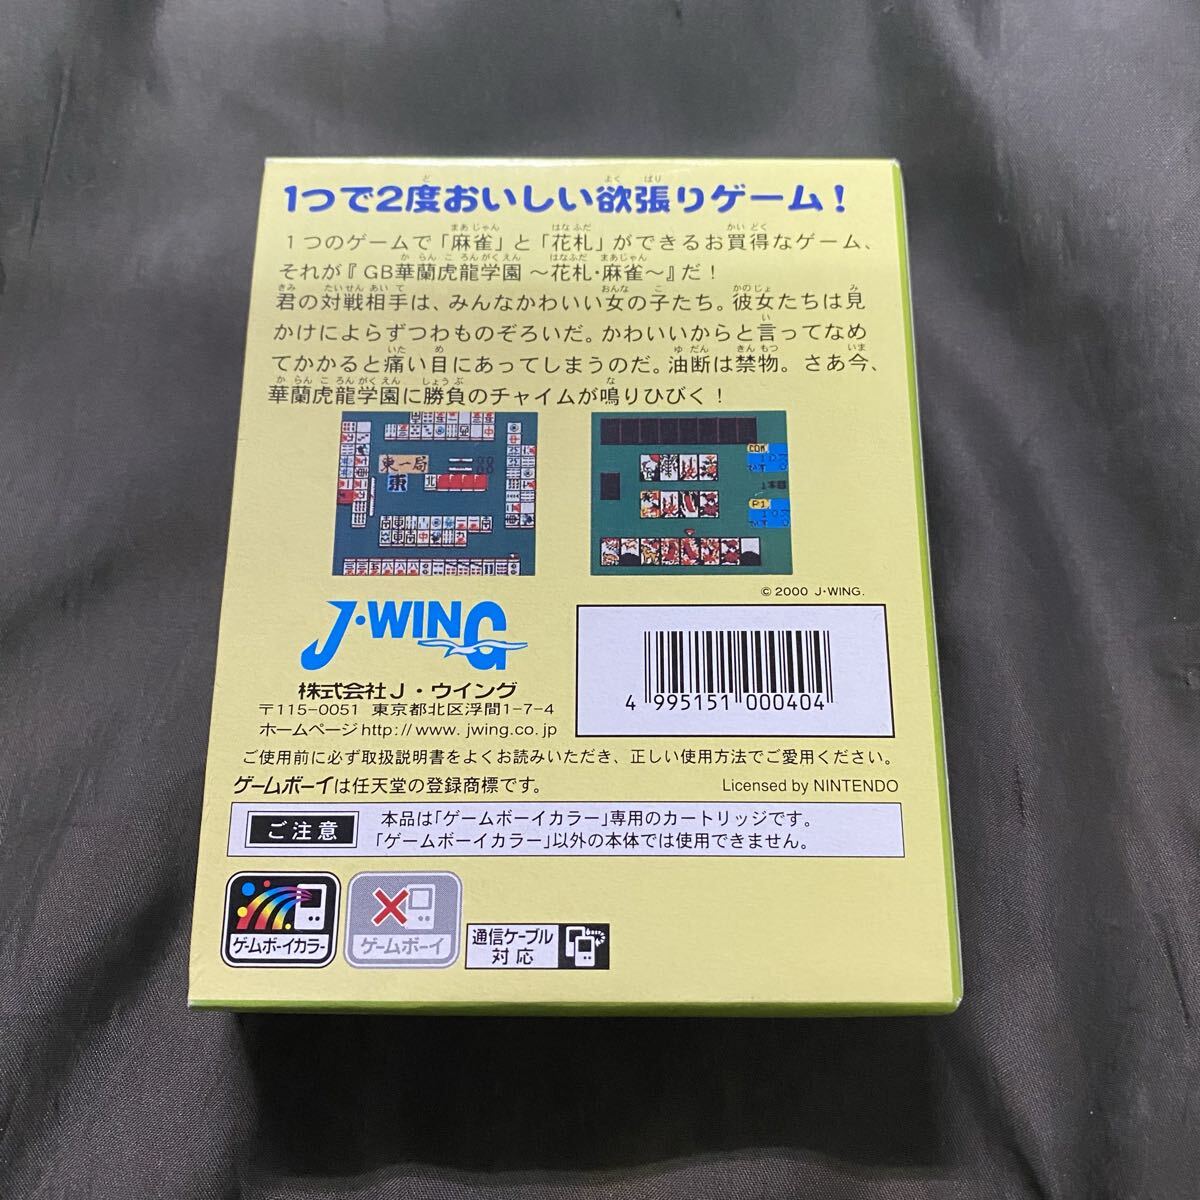 1つで2度おいしい欲張りゲーム！
1つのゲームで「麻雀」と「花札」ができるお買得なゲーム、
それが『GB華蘭虎龍学園 〜花札・麻雀〜』だ！
君の対戦相手は、みんなかわいい女の子たち。彼女たちは見
かけによらずつわものぞろいだ。かわいいからと言ってなめ
てかかると痛い目にあってしまうのだ。油断は禁物。さあ今、
華蘭虎龍学園に勝負のチャイムが鳴りひびく！
東一局
東
北
COM
P1
© 2000 J・WING.
J・WING
株式会社J・ウイング
〒115-0051 東京都北区浮間1-7-4
ホームページhttp://www.jwing.co.jp
4 995151 000404
ご使用前に必ず取扱説明書をよくお読みいただき、正しい使用方法でご愛用ください。
ゲームボーイは任天堂の登録商標です。
Licensed by NINTENDO
ご注意
本品は「ゲームボーイカラー」専用のカートリッジです。
「ゲームボーイカラー」以外の本体では使用できません。
ゲームボーイカラー
ゲームボーイ
通信ケーブル
対応